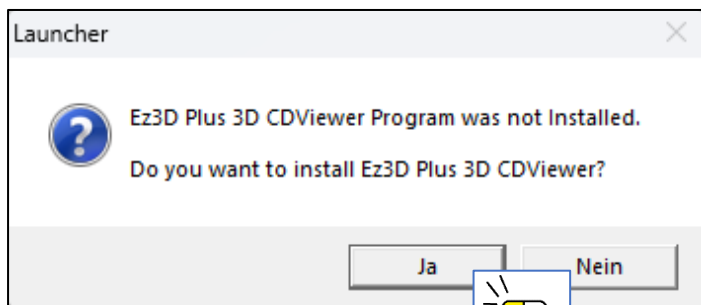 Launcher
Ez3D Plus 3D CDViewer Program was not Installed.
Do you want to install Ez3D Plus 3D CDViewer?
Ja
Nein